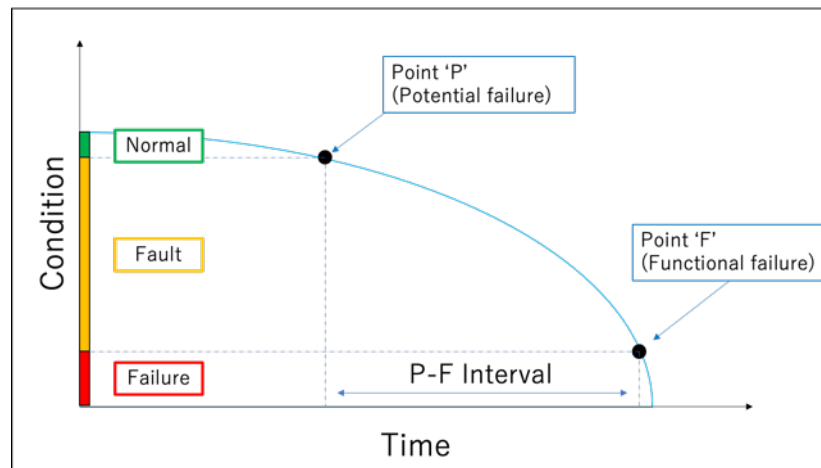 Point ‘P’
(Potential failure)
Normal
Condition
Fault
Point ‘F’
(Functional failure)
Failure
P-F Interval
Time